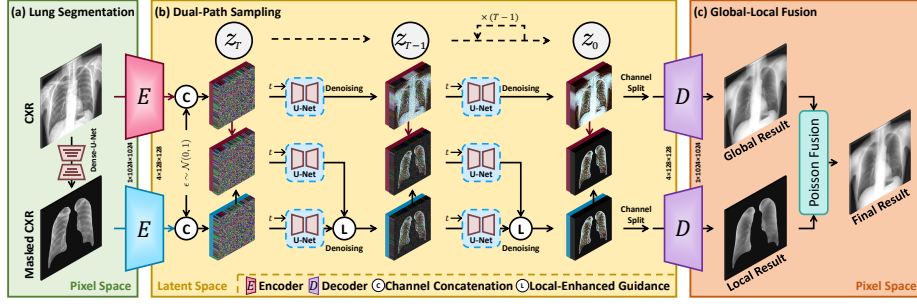 (a) Lung Segmentation
(b) Dual-Path Sampling
(c) Global-Local Fusion
CXR
Dense-U-Net
Masked CXR
Pixel Space
E
E
1×1024×1024
4×128×128
C
C
ϵ ∼ N(0, 1)
z_T
z_{T−1}
× (T−1)
z_0
t
U-Net
Denoising
t
U-Net
Denoising
Channel
Split
t
U-Net
L
Denoising
t
U-Net
L
Denoising
Channel
Split
4×128×128
1×1024×1024
D
D
Latent Space
E Encoder D Decoder C Channel Concatenation L Local-Enhanced Guidance
Global Result
Local Result
Poisson Fusion
Final Result
Pixel Space